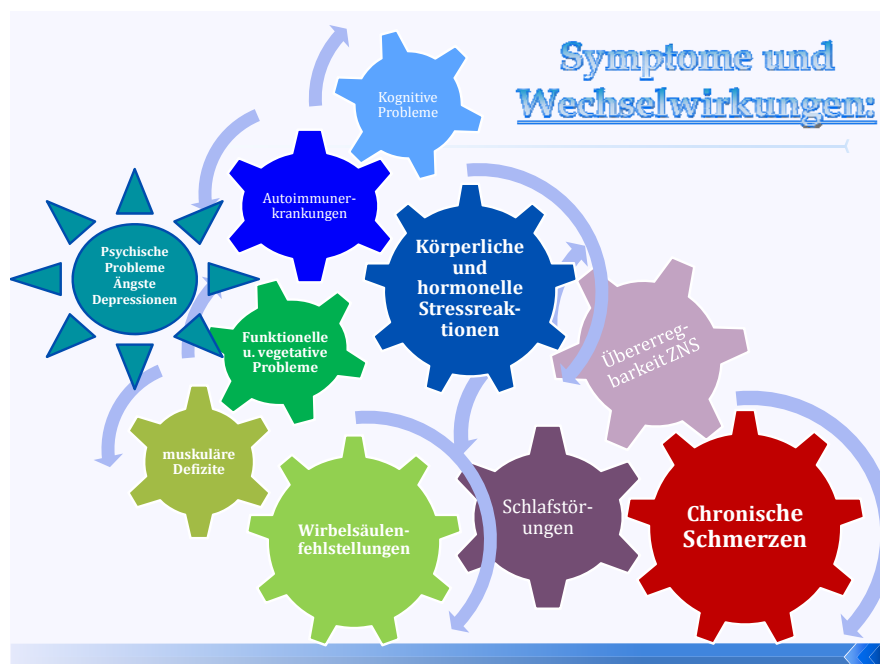 Symptome und
Wechselwirkungen:
Kognitive
Probleme
Autoimmuner-
krankungen
Psychische
Probleme
Ängste
Depressionen
Körperliche
und
hormonelle
Stressreak-
tionen
Funktionelle
u. vegetative
Probleme
Übererreg-
barkeit ZNS
muskuläre
Defizite
Wirbelsäulen-
fehlstellungen
Schlafstör-
ungen
Chronische
Schmerzen